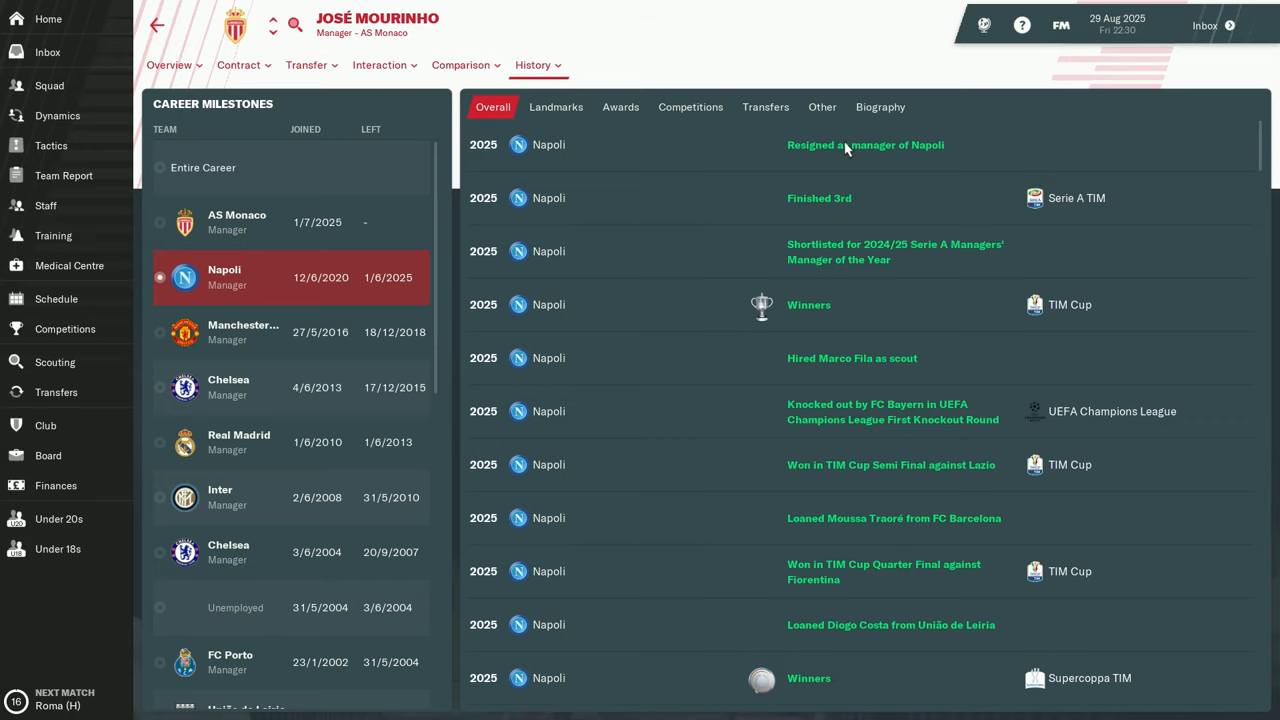 JOSÉ MOURINHO
Manager - AS Monaco
FM
29 Aug 2025
Fri 22:30
Inbox
Home
Inbox
Squad
Dynamics
Tactics
Team Report
Staff
Training
Medical Centre
Schedule
Competitions
Scouting
Transfers
Club
Board
Finances
Under 20s
Under 18s
16
NEXT MATCH
Roma (H)
Overview
Contract
Transfer
Interaction
Comparison
History
CAREER MILESTONES
TEAM JOINED LEFT
Entire Career
AS Monaco
Manager
1/7/2025 -
Napoli
Manager
12/6/2020 1/6/2025
Manchester...
Manager
27/5/2016 18/12/2018
Chelsea
Manager
4/6/2013 17/12/2015
Real Madrid
Manager
1/6/2010 1/6/2013
Inter
Manager
2/6/2008 31/5/2010
Chelsea
Manager
3/6/2004 20/9/2007
Unemployed 31/5/2004 3/6/2004
FC Porto
Manager
23/1/2002 31/5/2004
Overall Landmarks Awards Competitions Transfers Other Biography
2025 Napoli Resigned as manager of Napoli
2025 Napoli Finished 3rd Serie A TIM
2025 Napoli Shortlisted for 2024/25 Serie A Managers'
Manager of the Year
2025 Napoli Winners TIM Cup
2025 Napoli Hired Marco Fila as scout
2025 Napoli Knocked out by FC Bayern in UEFA
Champions League First Knockout Round UEFA Champions League
2025 Napoli Won in TIM Cup Semi Final against Lazio TIM Cup
2025 Napoli Loaned Moussa Traoré from FC Barcelona
2025 Napoli Won in TIM Cup Quarter Final against
Fiorentina TIM Cup
2025 Napoli Loaned Diogo Costa from União de Leiria
2025 Napoli Winners Supercoppa TIM